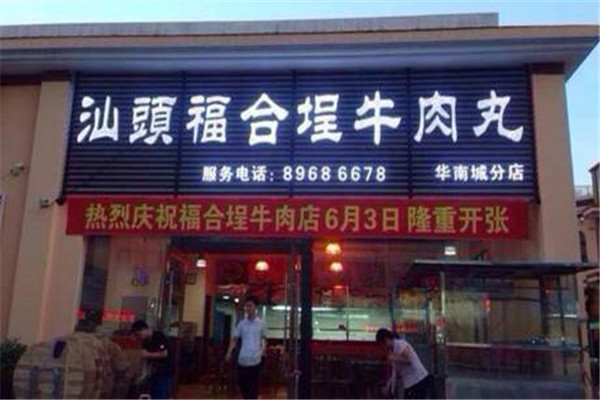 汕頭福合埕牛肉丸
服务电话:8968 6678 华南城分店
热烈庆祝福合埕牛肉店6月3日隆重开张